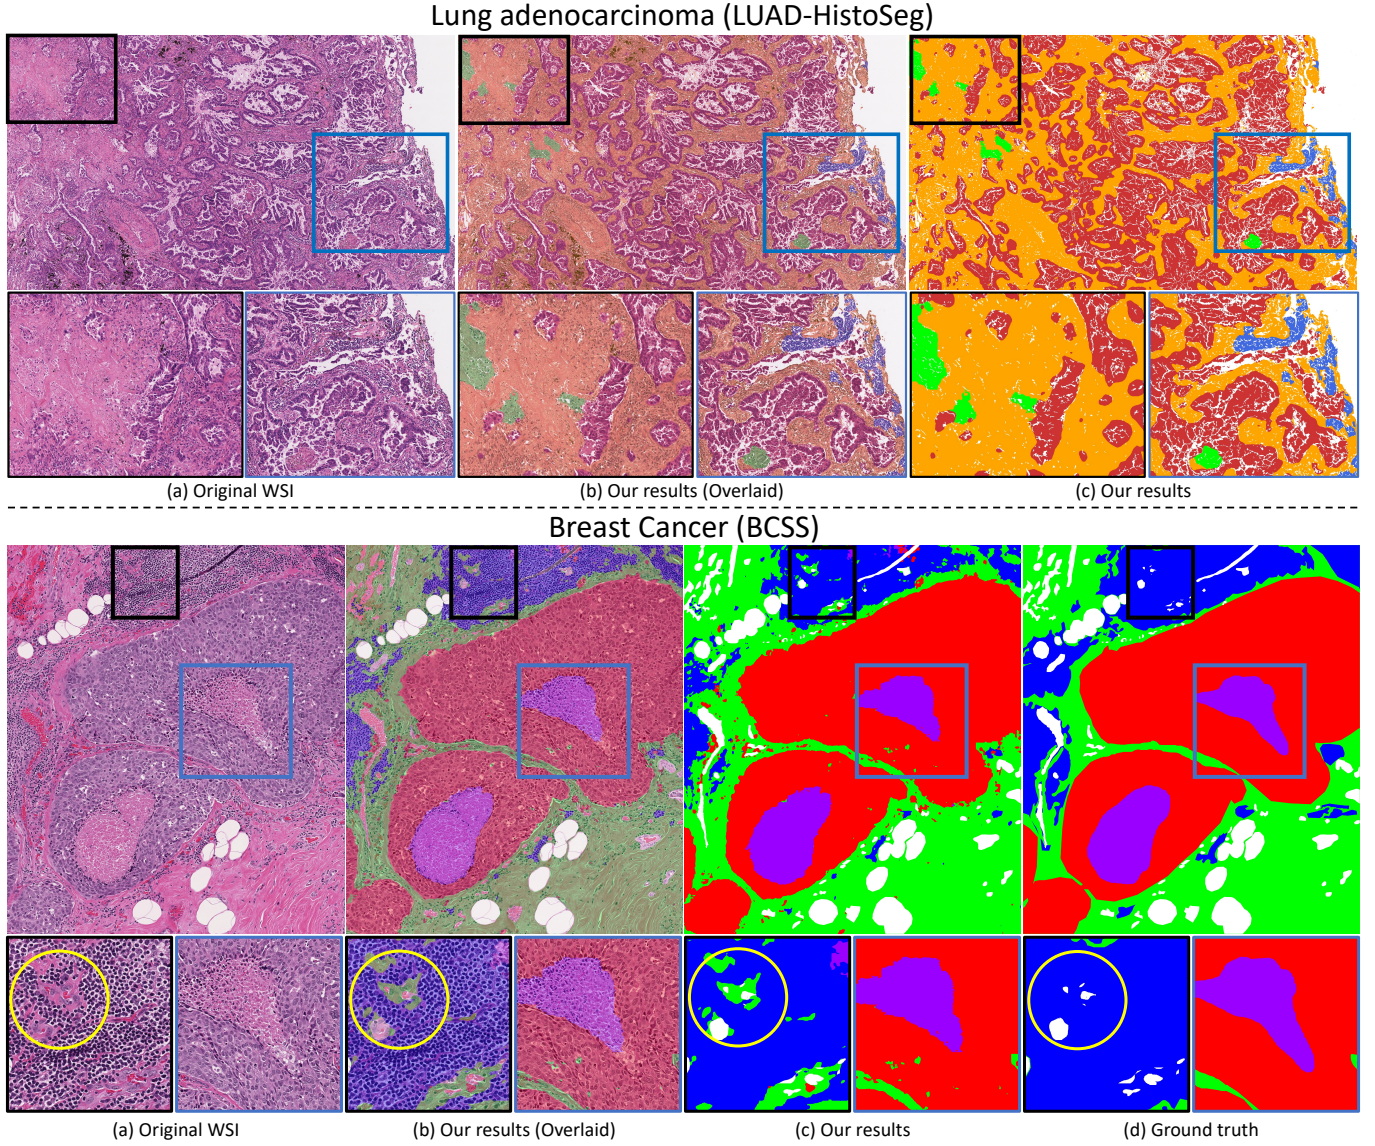 Lung adenocarcinoma (LUAD-HistoSeg)
(a) Original WSI
(b) Our results (Overlaid)
(c) Our results
Breast Cancer (BCSS)
(a) Original WSI
(b) Our results (Overlaid)
(c) Our results
(d) Ground truth